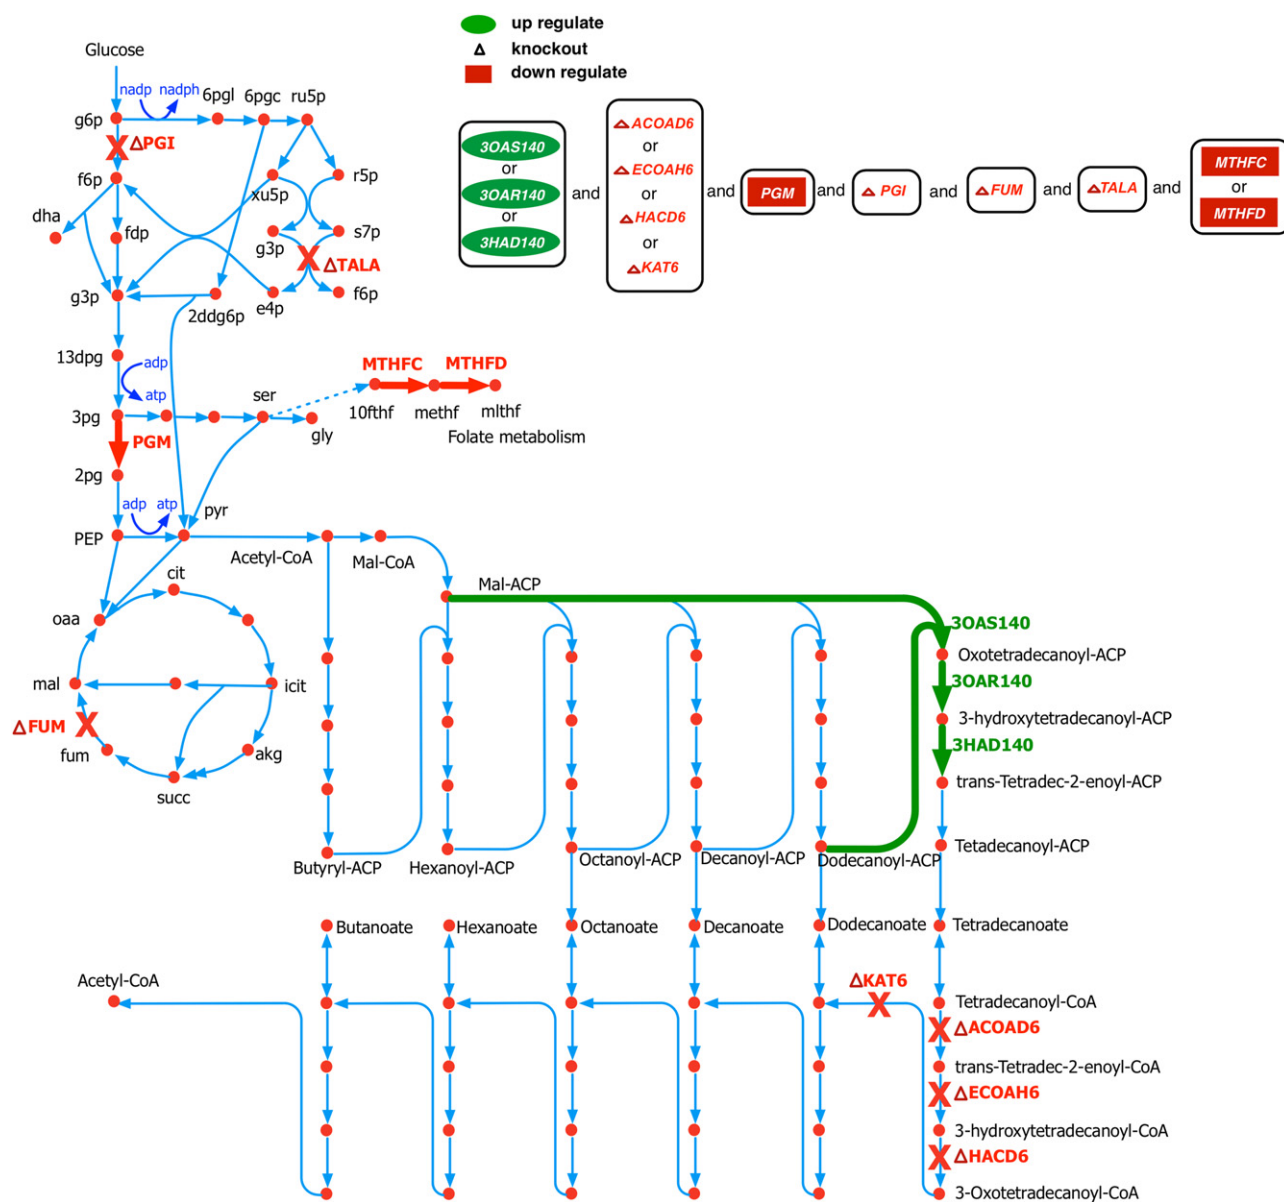 up regulate
Δ knockout
down regulate
3OAS140
or
3OAR140
or
3HAD140
and
ΔACOAD6
or
ΔECOAH6
or
ΔHACD6
or
ΔKAT6
and
PGM
and
Δ PGI
and
ΔFUM
and
ΔTALA
and
MTHFC
or
MTHFD
Glucose
nadp nadph 6pgl 6pgc ru5p
g6p
ΔPGI
f6p xu5p r5p
dha fdp g3p s7p
ΔTALA
g3p 2ddg6p e4p f6p
13dpg adp
atp
MTHFC MTHFD
3pg ser 10fthf methf mlthf
gly Folate metabolism
PGM
2pg
adp atp pyr
PEP
Acetyl-CoA Mal-CoA
cit Mal-ACP
oaa
3OAS140
Oxotetradecanoyl-ACP
mal icit 3OAR140
ΔFUM 3-hydroxytetradecanoyl-ACP
fum akg 3HAD140
succ trans-Tetradec-2-enoyl-ACP
Tetadecanoyl-ACP
Butyryl-ACP Hexanoyl-ACP Octanoyl-ACP Decanoyl-ACP Dodecanoyl-ACP
Butanoate Hexanoate Octanoate Decanoate Dodecanoate Tetradecanoate
Acetyl-CoA ΔKAT6
Tetradecanoyl-CoA
ΔACOAD6
trans-Tetradec-2-enoyl-CoA
ΔECOAH6
3-hydroxytetradecanoyl-CoA
ΔHACD6
3-Oxotetradecanoyl-CoA